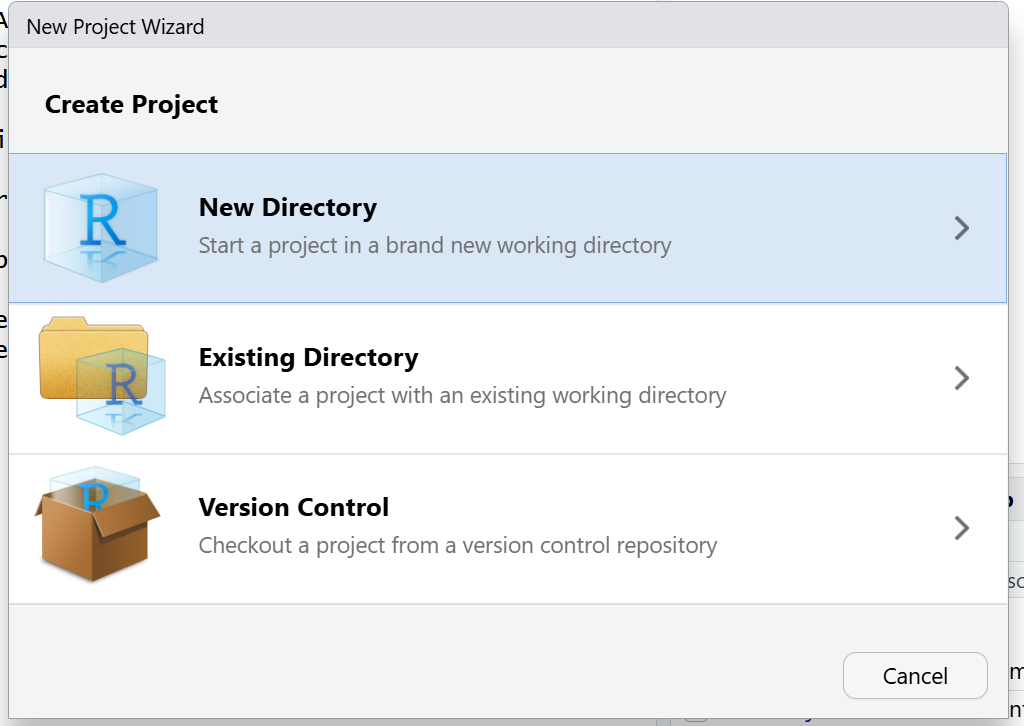 New Project Wizard
Create Project
R
New Directory
Start a project in a brand new working directory
R
Existing Directory
Associate a project with an existing working directory
R
Version Control
Checkout a project from a version control repository
Cancel